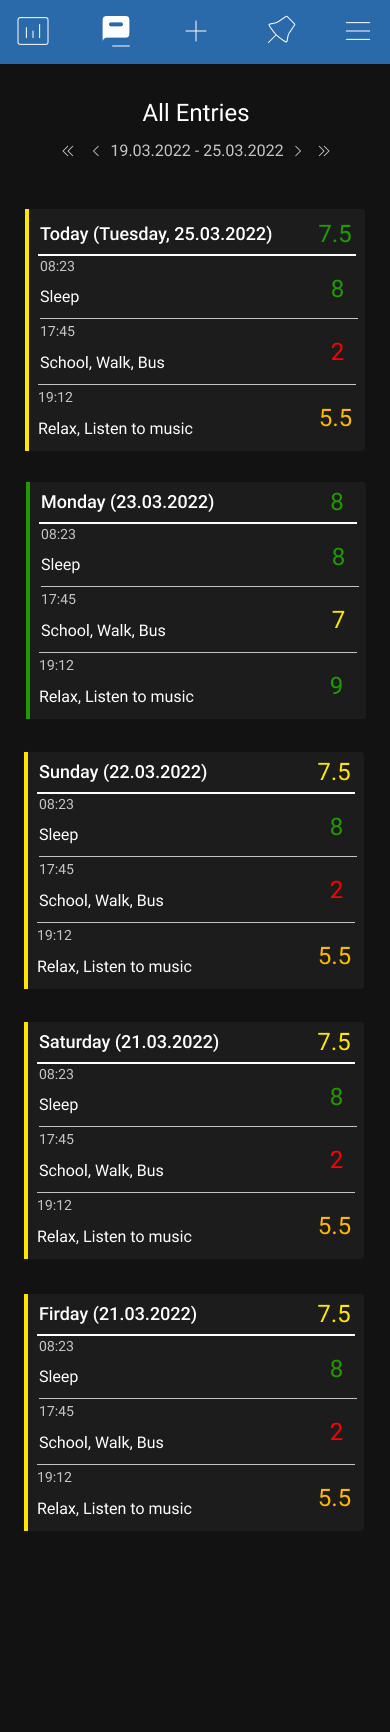 All Entries
19.03.2022 - 25.03.2022
Today (Tuesday, 25.03.2022) 7.5
08:23
Sleep 8
17:45
School, Walk, Bus 2
19:12
Relax, Listen to music 5.5
Monday (23.03.2022) 8
08:23
Sleep 8
17:45
School, Walk, Bus 7
19:12
Relax, Listen to music 9
Sunday (22.03.2022) 7.5
08:23
Sleep 8
17:45
School, Walk, Bus 2
19:12
Relax, Listen to music 5.5
Saturday (21.03.2022) 7.5
08:23
Sleep 8
17:45
School, Walk, Bus 2
19:12
Relax, Listen to music 5.5
Firday (21.03.2022) 7.5
08:23
Sleep 8
17:45
School, Walk, Bus 2
19:12
Relax, Listen to music 5.5